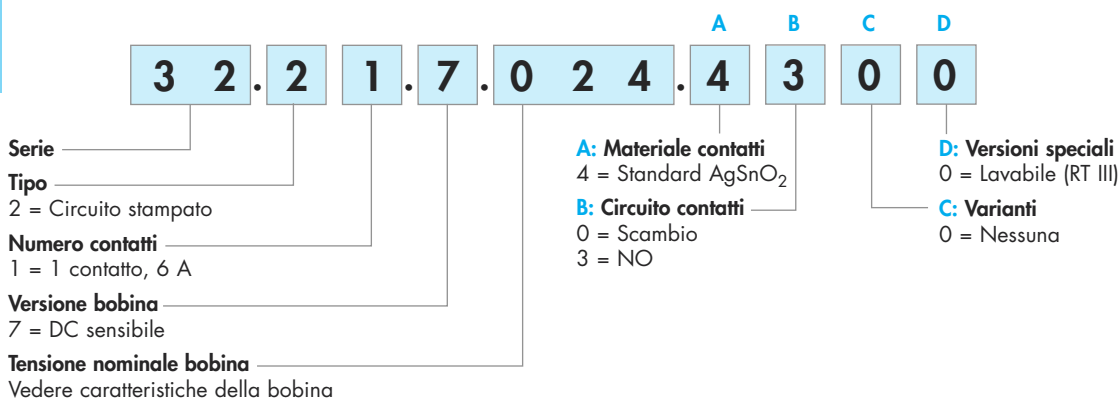 A B C D
3 2 . 2 1 . 7 . 0 2 4 . 4 3 0 0
Serie
Tipo
2 = Circuito stampato
Numero contatti
1 = 1 contatto, 6 A
Versione bobina
7 = DC sensibile
Tensione nominale bobina
Vedere caratteristiche della bobina
A: Materiale contatti
4 = Standard AgSnO₂
B: Circuito contatti
0 = Scambio
3 = NO
D: Versioni speciali
0 = Lavabile (RT III)
C: Varianti
0 = Nessuna